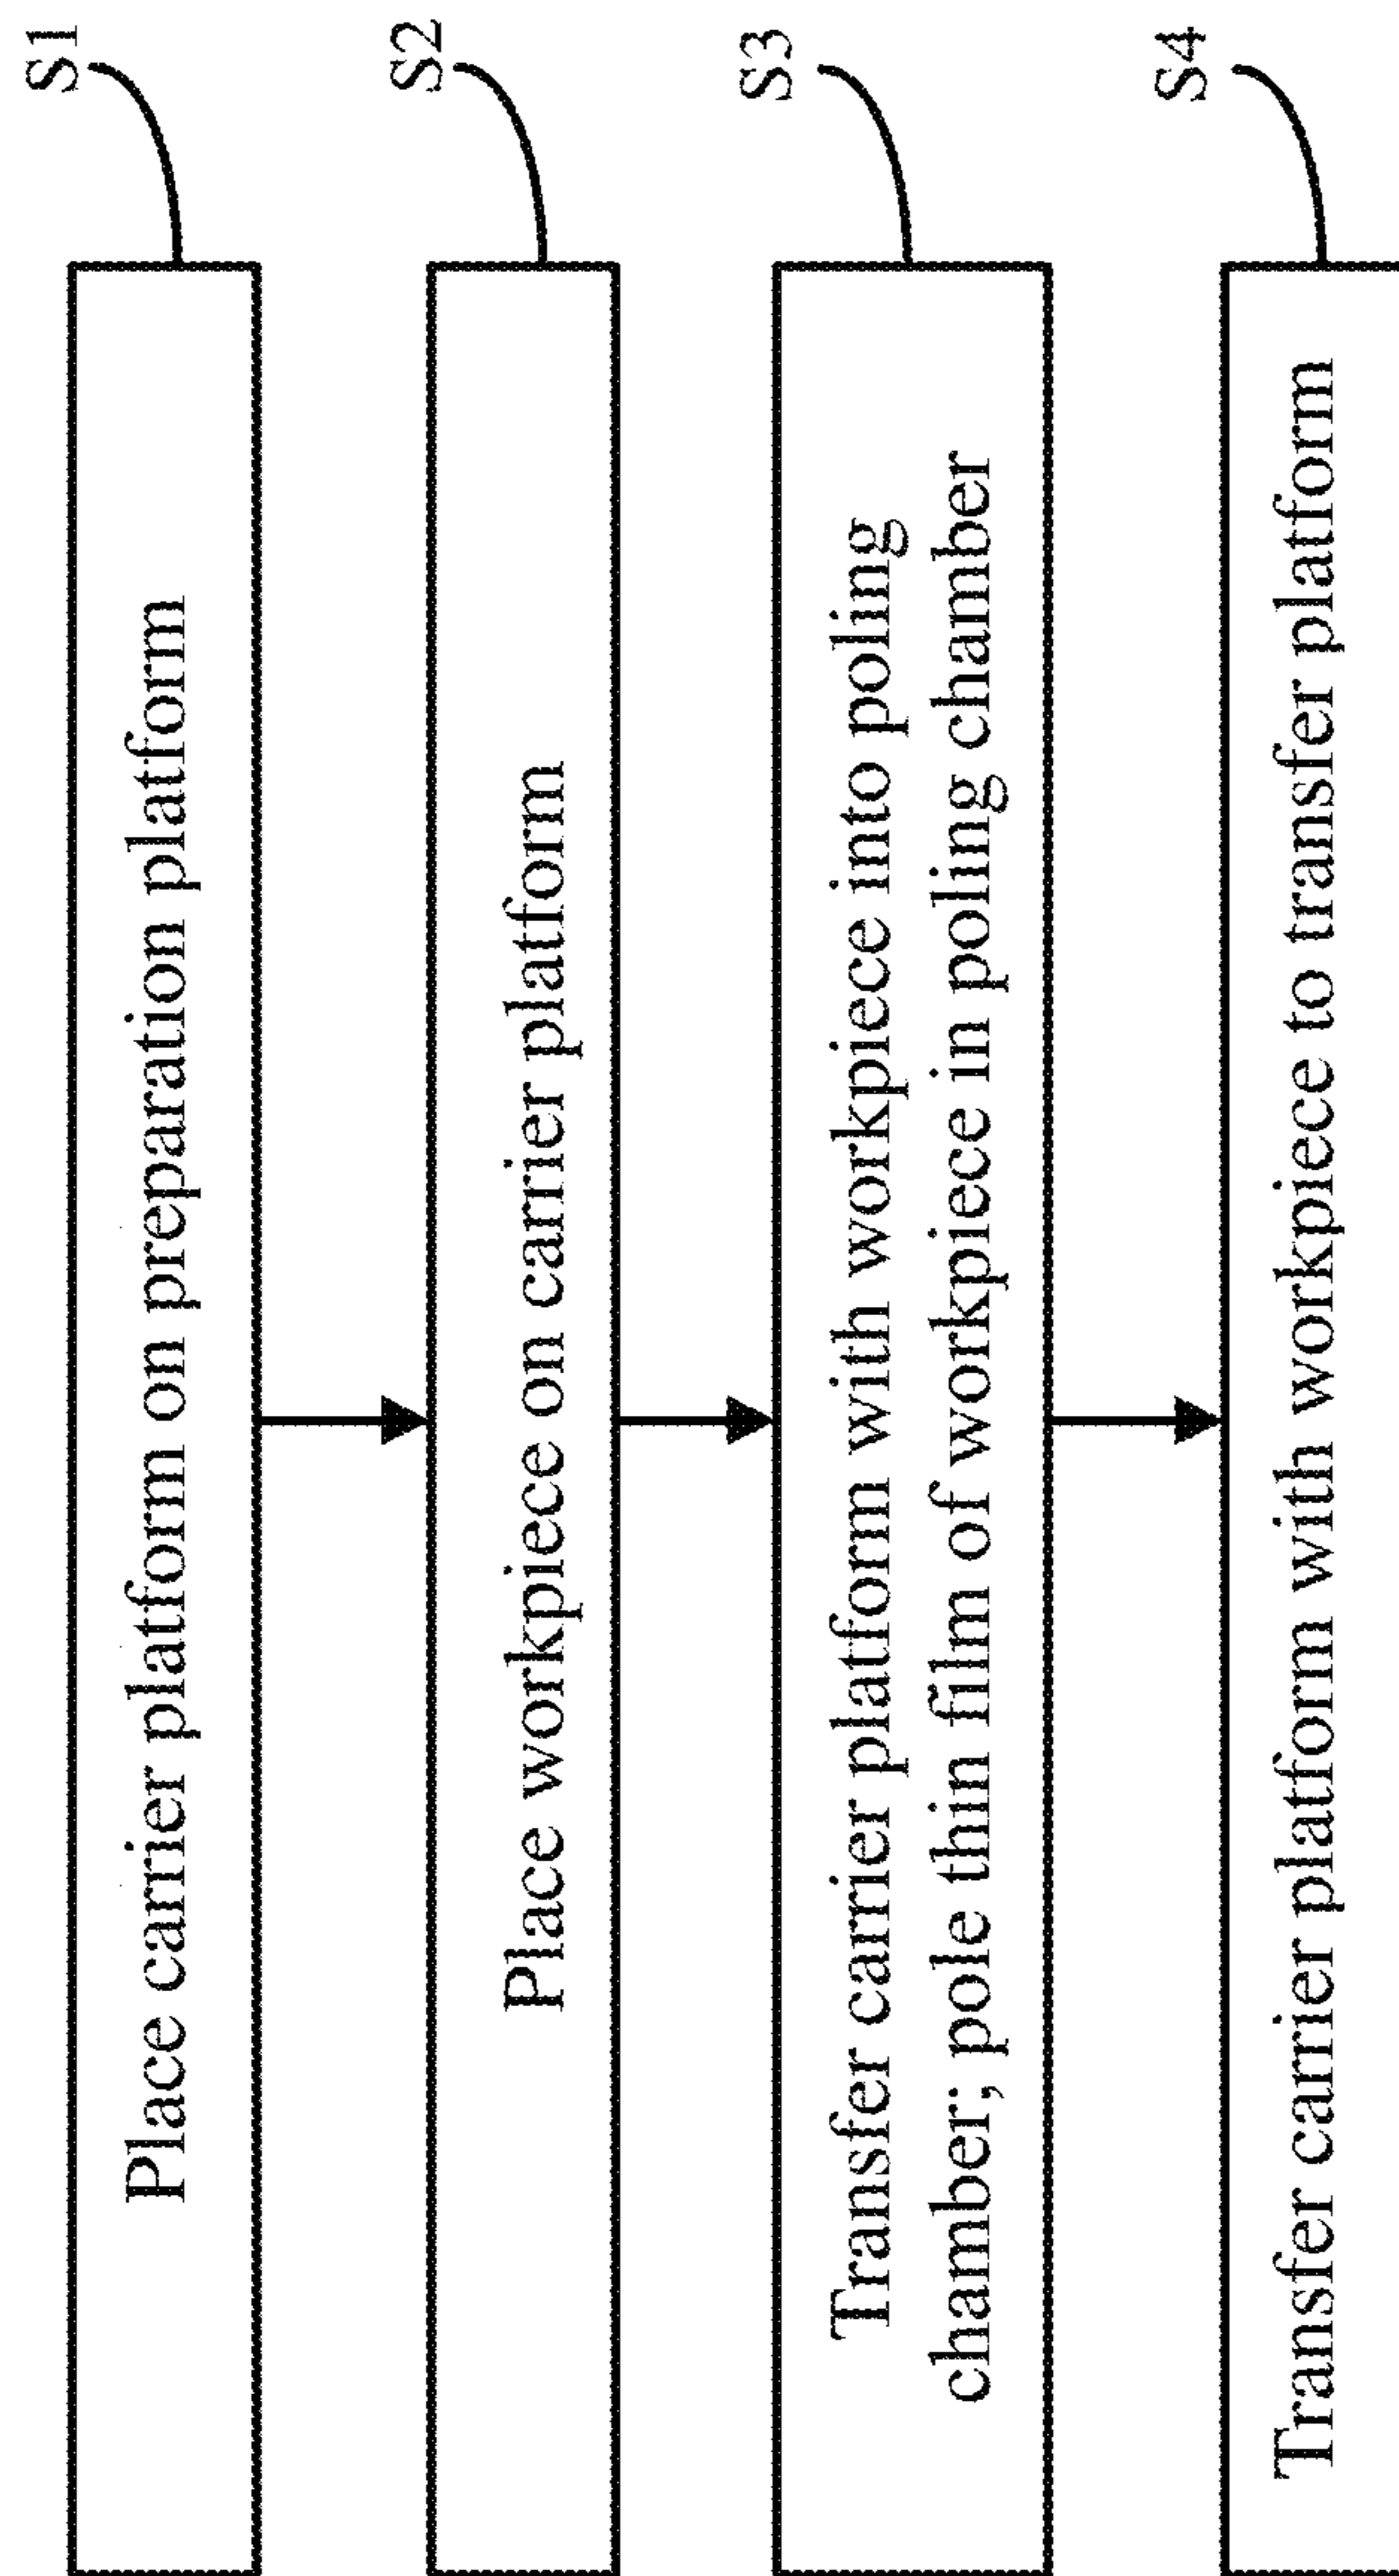 S1
Place carrier platform on preparation platform
S2
Place workpiece on carrier platform
S3
Transfer carrier platform with workpiece into poling
chamber; pole thin film of workpiece in poling chamber
S4
Transfer carrier platform with workpiece to transfer platform